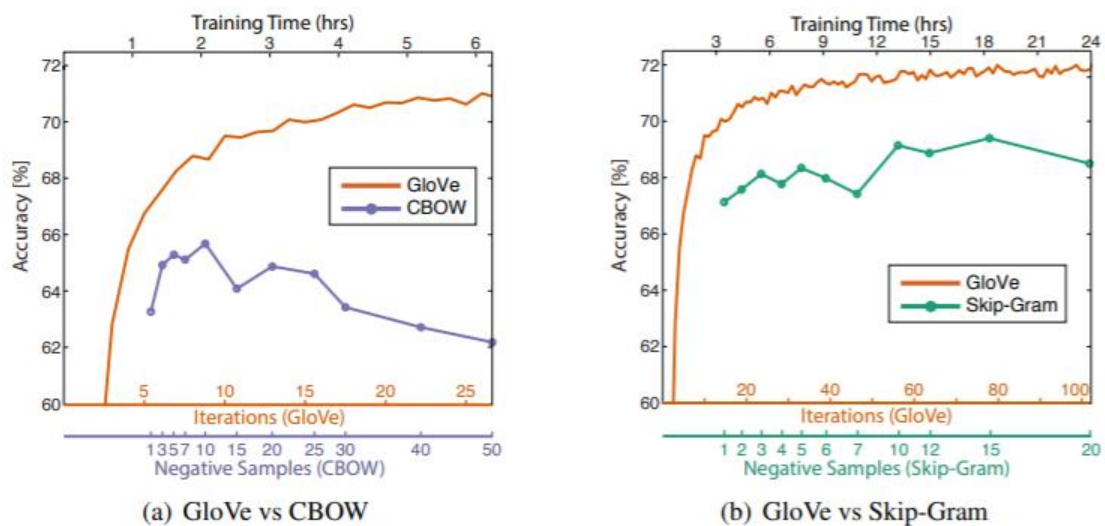 Training Time (hrs)
1 2 3 4 5 6
72
70
68
66
64
62
60
Accuracy [%]
GloVe
CBOW
5 10 15 20 25
Iterations (GloVe)
1 3 5 7 10 15 20 25 30 40 50
Negative Samples (CBOW)
(a) GloVe vs CBOW
Training Time (hrs)
3 6 9 12 15 18 21 24
72
70
68
66
64
62
60
Accuracy [%]
GloVe
Skip-Gram
20 40 60 80 100
Iterations (GloVe)
1 2 3 4 5 6 7 10 12 15 20
Negative Samples (Skip-Gram)
(b) GloVe vs Skip-Gram